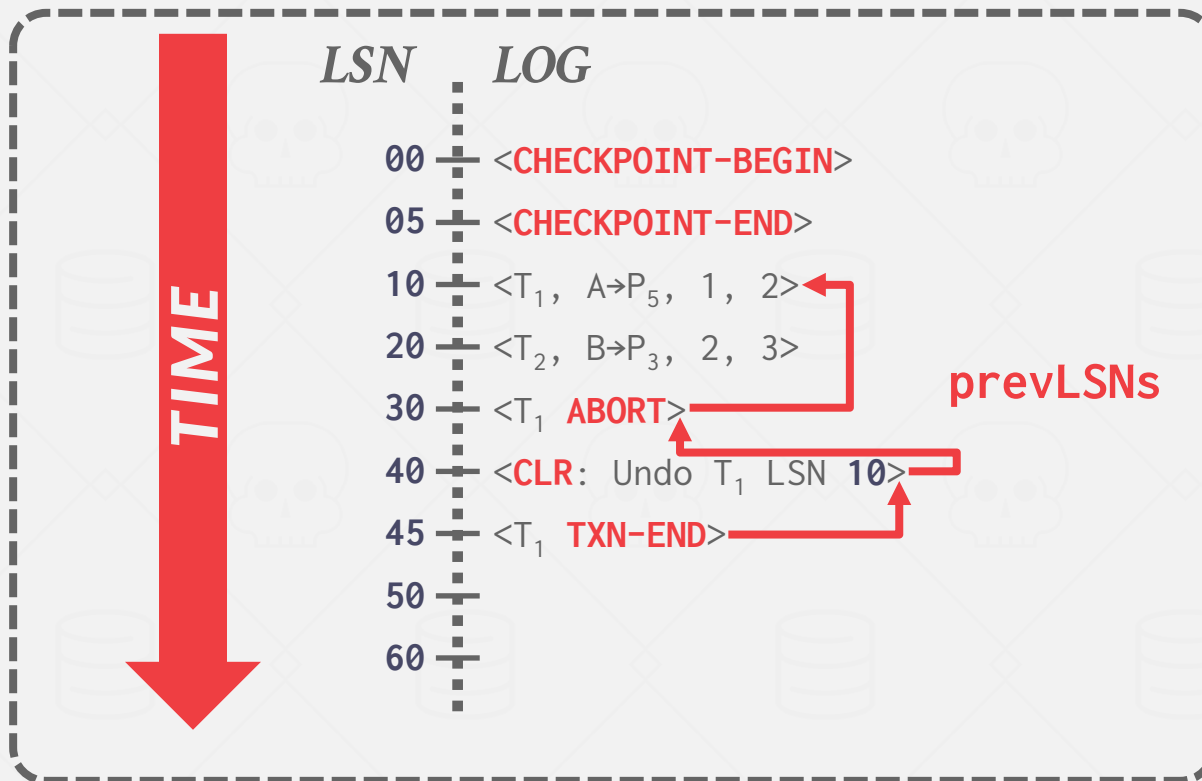 LSN LOG
00 <CHECKPOINT-BEGIN>
05 <CHECKPOINT-END>
10 <T₁, A→P₅, 1, 2>
20 <T₂, B→P₃, 2, 3>
prevLSNs
30 <T₁ ABORT>
40 <CLR: Undo T₁ LSN 10>
45 <T₁ TXN-END>
50
60
TIME